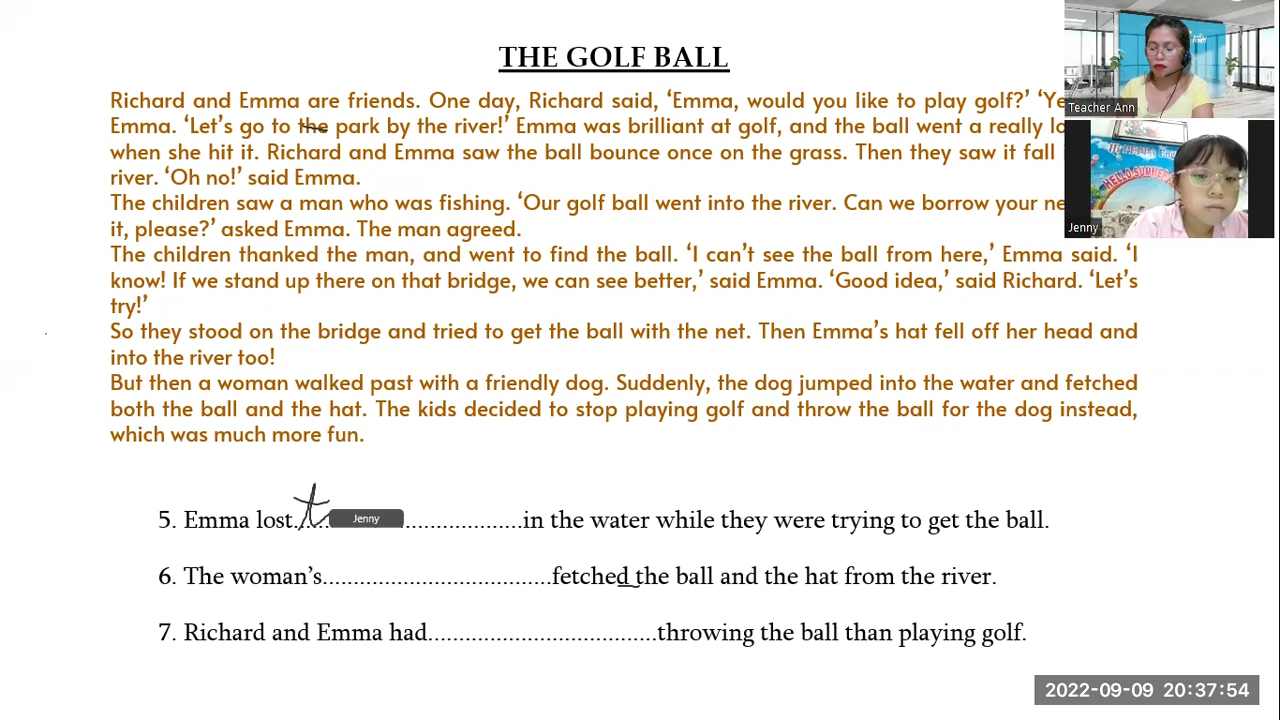 THE GOLF BALL
Richard and Emma are friends. One day, Richard said, ‘Emma, would you like to play golf?’ ‘Ye
Emma. ‘Let’s go to the park by the river!’ Emma was brilliant at golf, and the ball went a really lo
when she hit it. Richard and Emma saw the ball bounce once on the grass. Then they saw it fall
river. ‘Oh no!’ said Emma.
The children saw a man who was fishing. ‘Our golf ball went into the river. Can we borrow your ne
it, please?’ asked Emma. The man agreed.
The children thanked the man, and went to find the ball. ‘I can’t see the ball from here,’ Emma said. ‘I
know! If we stand up there on that bridge, we can see better,’ said Emma. ‘Good idea,’ said Richard. ‘Let’s
try!’
So they stood on the bridge and tried to get the ball with the net. Then Emma’s hat fell off her head and
into the river too!
But then a woman walked past with a friendly dog. Suddenly, the dog jumped into the water and fetched
both the ball and the hat. The kids decided to stop playing golf and throw the ball for the dog instead,
which was much more fun.
5. Emma lost t Jenny ....................in the water while they were trying to get the ball.
6. The woman’s.....................................fetched the ball and the hat from the river.
7. Richard and Emma had.....................................throwing the ball than playing golf.
Teacher Ann
HELLO SUMMER
Jenny
2022-09-09 20:37:54